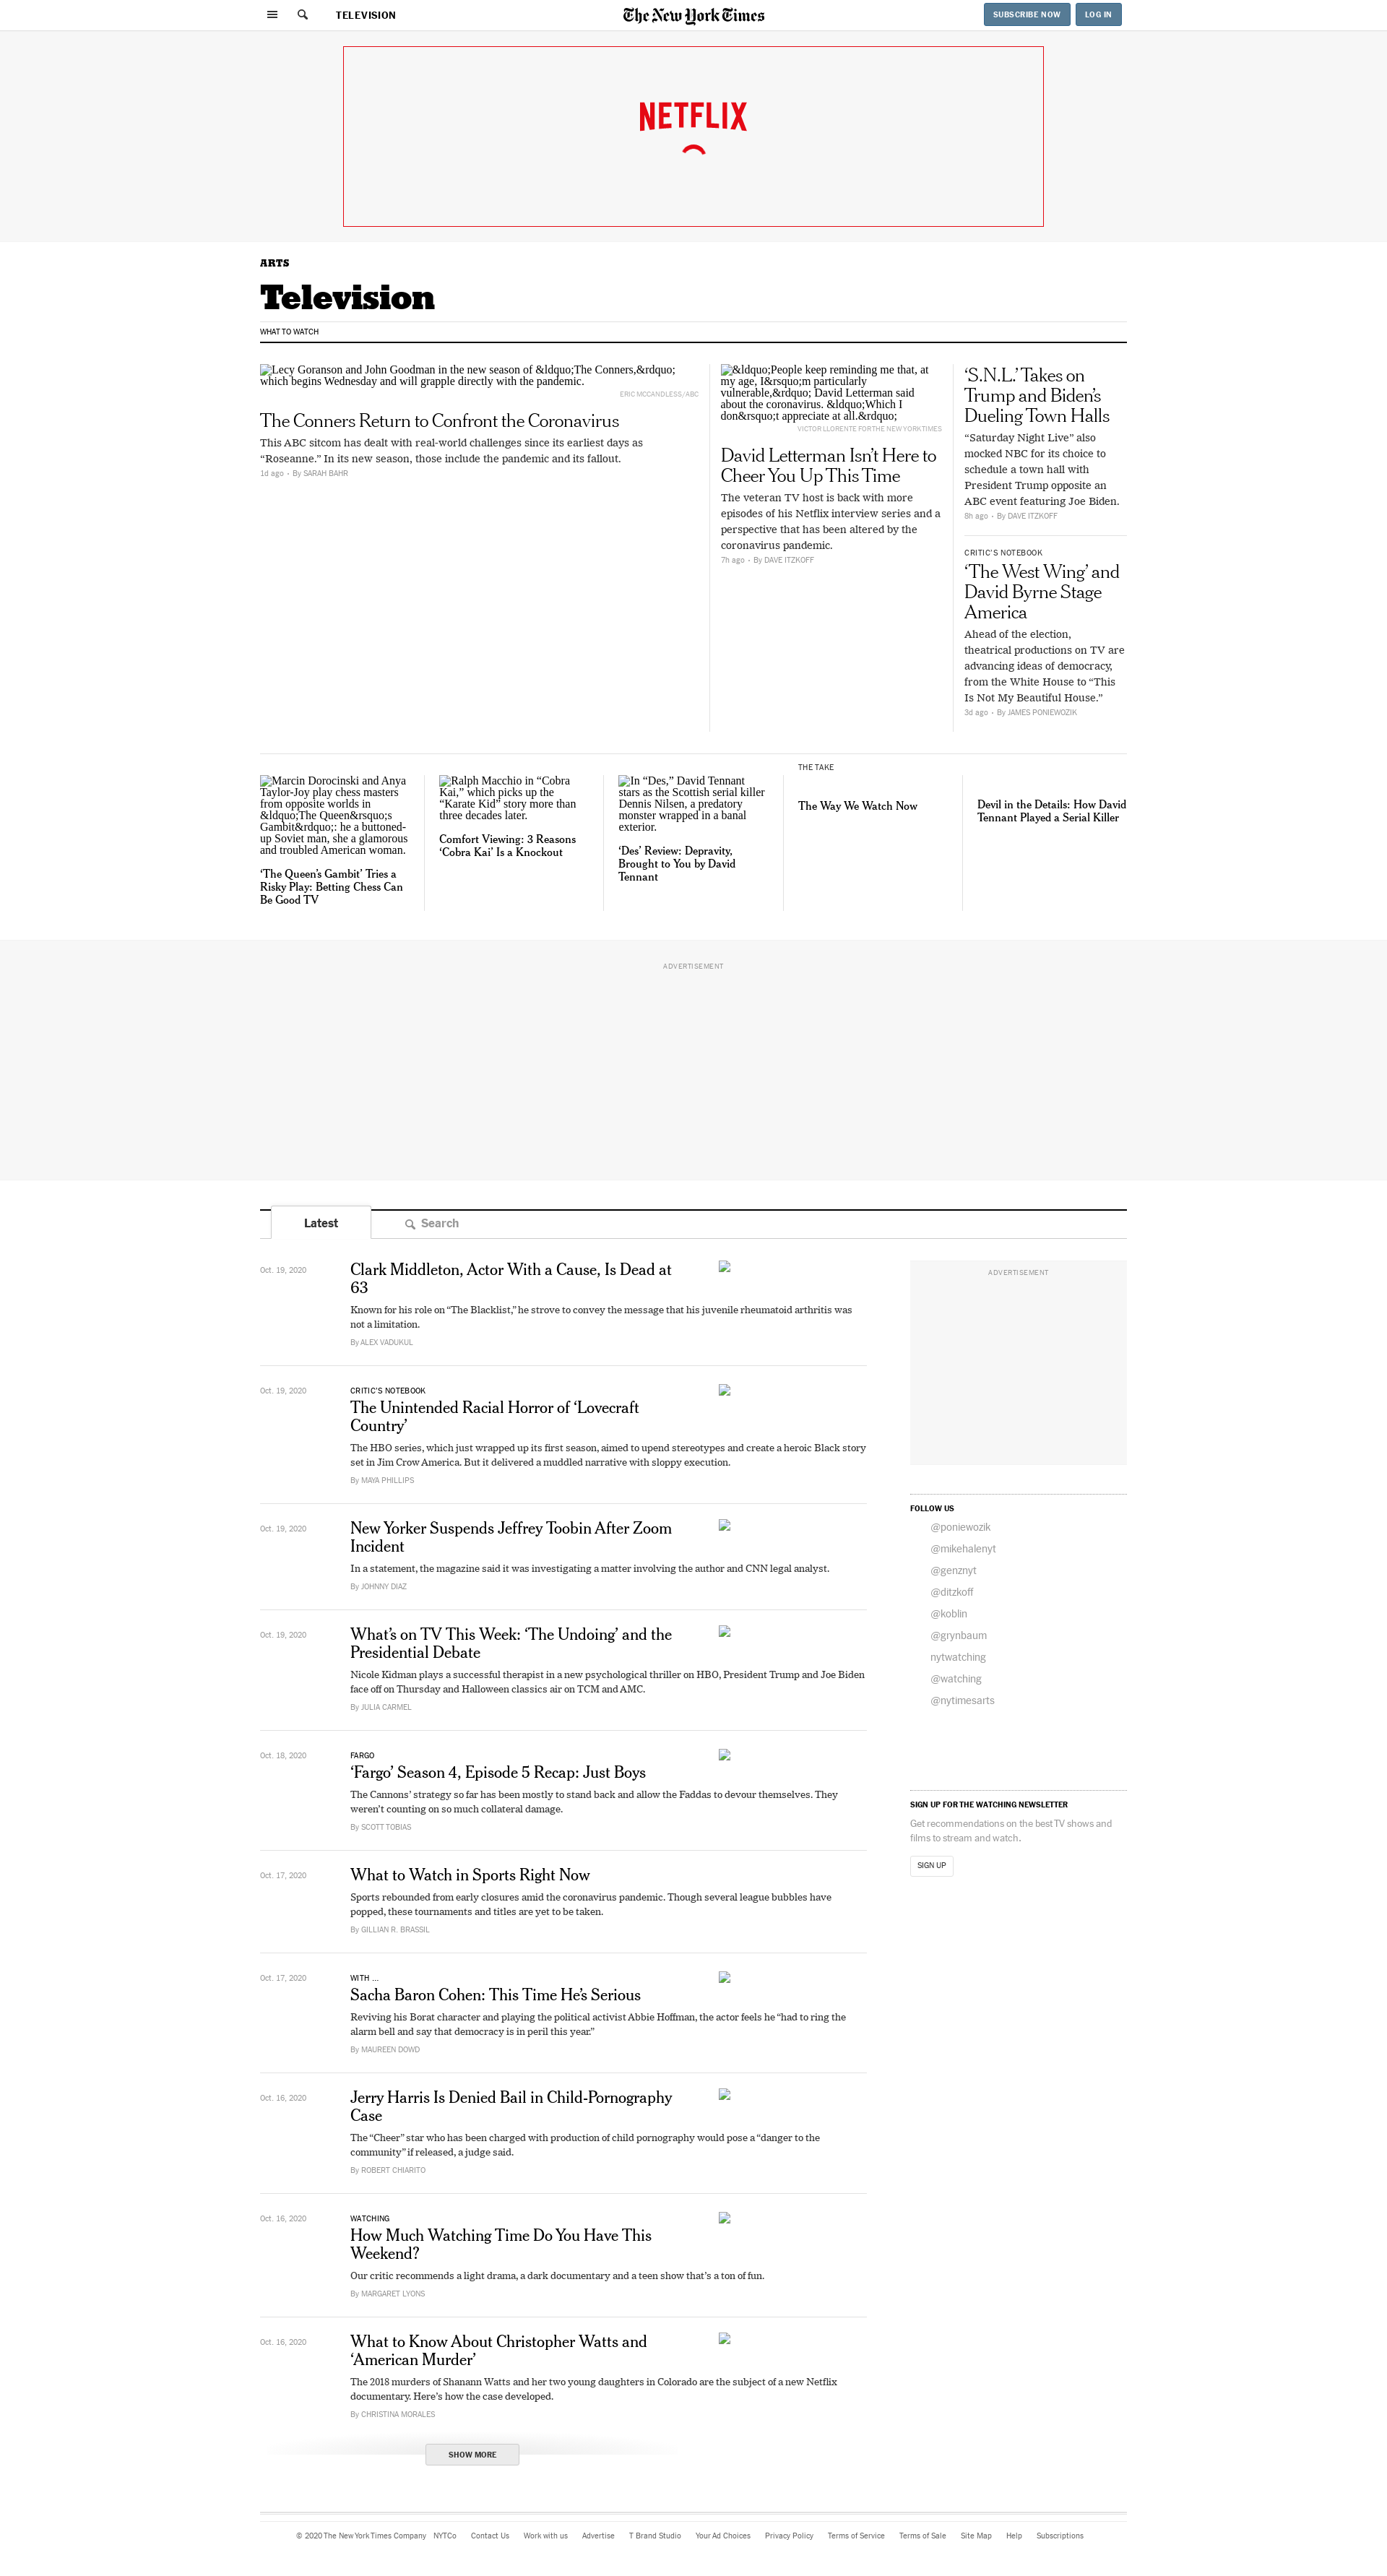 TELEVISION
The New York Times
SUBSCRIBE NOW
LOG IN
NETFLIX
ARTS
Television
WHAT TO WATCH
Lecy Goranson and John Goodman in the new season of &ldquo;The Conners,&rdquo;
which begins Wednesday and will grapple directly with the pandemic.
ERIC MCCANDLESS/ABC
The Conners Return to Confront the Coronavirus
This ABC sitcom has dealt with real-world challenges since its earliest days as
“Roseanne.” In its new season, those include the pandemic and its fallout.
1d ago • By SARAH BAHR
&ldquo;People keep reminding me that, at
my age, I&rsquo;m particularly
vulnerable,&rdquo; David Letterman said
about the coronavirus. &ldquo;Which I
don&rsquo;t appreciate at all.&rdquo;
VICTOR LLORENTE FOR THE NEW YORK TIMES
David Letterman Isn’t Here to
Cheer You Up This Time
The veteran TV host is back with more
episodes of his Netflix interview series and a
perspective that has been altered by the
coronavirus pandemic.
7h ago • By DAVE ITZKOFF
‘S.N.L.’ Takes on
Trump and Biden’s
Dueling Town Halls
“Saturday Night Live” also
mocked NBC for its choice to
schedule a town hall with
President Trump opposite an
ABC event featuring Joe Biden.
8h ago • By DAVE ITZKOFF
CRITIC’S NOTEBOOK
‘The West Wing’ and
David Byrne Stage
America
Ahead of the election,
theatrical productions on TV are
advancing ideas of democracy,
from the White House to “This
Is Not My Beautiful House.”
3d ago • By JAMES PONIEWOZIK
Marcin Dorocinski and Anya
Taylor-Joy play chess masters
from opposite worlds in
&ldquo;The Queen&rsquo;s
Gambit&rdquo;: he a buttoned-
up Soviet man, she a glamorous
and troubled American woman.
‘The Queen’s Gambit’ Tries a
Risky Play: Betting Chess Can
Be Good TV
Ralph Macchio in “Cobra
Kai,” which picks up the
“Karate Kid” story more than
three decades later.
Comfort Viewing: 3 Reasons
‘Cobra Kai’ Is a Knockout
In “Des,” David Tennant
stars as the Scottish serial killer
Dennis Nilsen, a predatory
monster wrapped in a banal
exterior.
‘Des’ Review: Depravity,
Brought to You by David
Tennant
THE TAKE
The Way We Watch Now
Devil in the Details: How David
Tennant Played a Serial Killer
ADVERTISEMENT
Latest
Search
Oct. 19, 2020
Clark Middleton, Actor With a Cause, Is Dead at
63
Known for his role on “The Blacklist,” he strove to convey the message that his juvenile rheumatoid arthritis was
not a limitation.
By ALEX VADUKUL
Oct. 19, 2020
CRITIC’S NOTEBOOK
The Unintended Racial Horror of ‘Lovecraft
Country’
The HBO series, which just wrapped up its first season, aimed to upend stereotypes and create a heroic Black story
set in Jim Crow America. But it delivered a muddled narrative with sloppy execution.
By MAYA PHILLIPS
Oct. 19, 2020
New Yorker Suspends Jeffrey Toobin After Zoom
Incident
In a statement, the magazine said it was investigating a matter involving the author and CNN legal analyst.
By JOHNNY DIAZ
Oct. 19, 2020
What’s on TV This Week: ‘The Undoing’ and the
Presidential Debate
Nicole Kidman plays a successful therapist in a new psychological thriller on HBO, President Trump and Joe Biden
face off on Thursday and Halloween classics air on TCM and AMC.
By JULIA CARMEL
Oct. 18, 2020
FARGO
‘Fargo’ Season 4, Episode 5 Recap: Just Boys
The Cannons’ strategy so far has been mostly to stand back and allow the Faddas to devour themselves. They
weren’t counting on so much collateral damage.
By SCOTT TOBIAS
Oct. 17, 2020
What to Watch in Sports Right Now
Sports rebounded from early closures amid the coronavirus pandemic. Though several league bubbles have
popped, these tournaments and titles are yet to be taken.
By GILLIAN R. BRASSIL
Oct. 17, 2020
WITH ...
Sacha Baron Cohen: This Time He’s Serious
Reviving his Borat character and playing the political activist Abbie Hoffman, the actor feels he “had to ring the
alarm bell and say that democracy is in peril this year.”
By MAUREEN DOWD
Oct. 16, 2020
Jerry Harris Is Denied Bail in Child-Pornography
Case
The “Cheer” star who has been charged with production of child pornography would pose a “danger to the
community” if released, a judge said.
By ROBERT CHIARITO
Oct. 16, 2020
WATCHING
How Much Watching Time Do You Have This
Weekend?
Our critic recommends a light drama, a dark documentary and a teen show that’s a ton of fun.
By MARGARET LYONS
Oct. 16, 2020
What to Know About Christopher Watts and
‘American Murder’
The 2018 murders of Shanann Watts and her two young daughters in Colorado are the subject of a new Netflix
documentary. Here’s how the case developed.
By CHRISTINA MORALES
SHOW MORE
ADVERTISEMENT
FOLLOW US
@poniewozik
@mikehalenyt
@genznyt
@ditzkoff
@koblin
@grynbaum
nytwatching
@watching
@nytimesarts
SIGN UP FOR THE WATCHING NEWSLETTER
Get recommendations on the best TV shows and
films to stream and watch.
SIGN UP
© 2020 The New York Times Company NYTCo Contact Us Work with us Advertise T Brand Studio Your Ad Choices Privacy Policy Terms of Service Terms of Sale Site Map Help Subscriptions